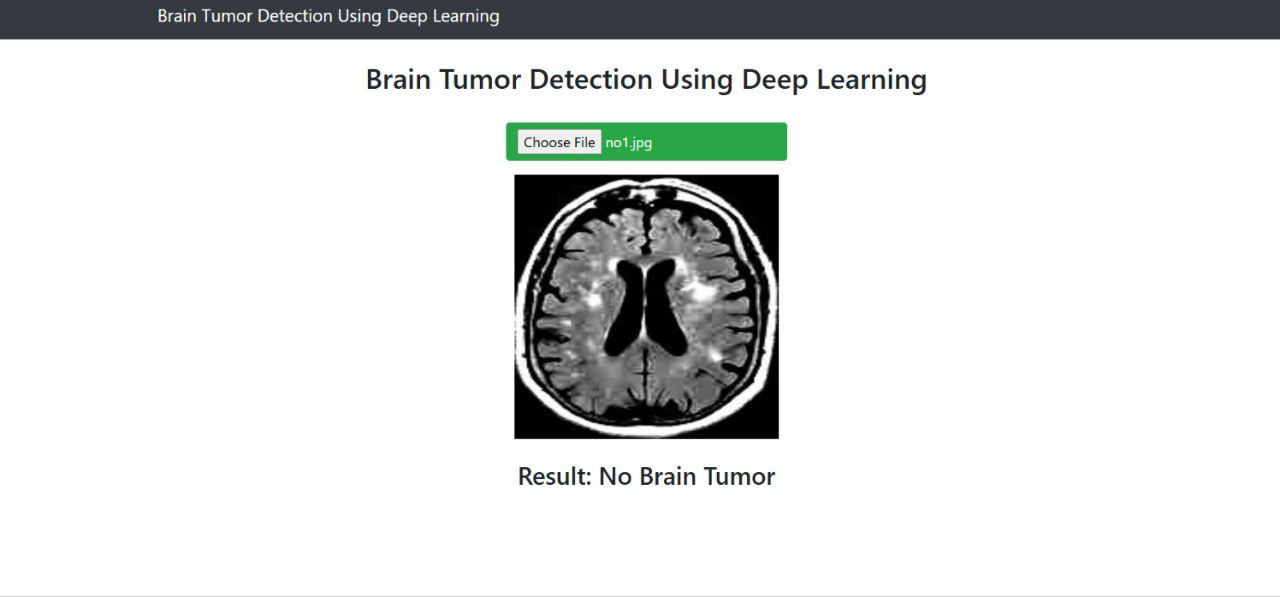 Brain Tumor Detection Using Deep Learning
Brain Tumor Detection Using Deep Learning
Choose File no1.jpg
Result: No Brain Tumor